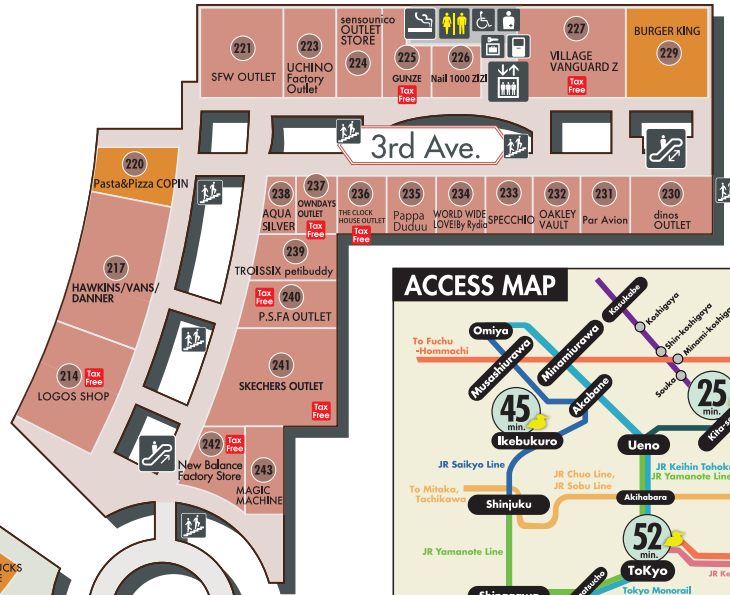 221
SFW OUTLET
223
UCHINO
Factory
Outlet
sensounico
OUTLET
STORE
224
225
GUNZE
Tax
Free
226
Nail 1000 ZIZI
227
VILLAGE
VANGUARD Z
Tax
Free
BURGER KING
229
3rd Ave.
220
Pasta&Pizza COPIN
217
HAWKINS/VANS/
DANNER
214
Tax
Free
LOGOS SHOP
238
AQUA
SILVER
237
OWNDAYS
OUTLET
Tax
Free
236
THE CLOCK
HOUSE OUTLET
Tax
Free
235
Pappa
Duduu
234
WORLD WIDE
LOVE!By Rydia
233
SPECCHIO
232
OAKLEY
VAULT
231
Par Avion
230
dinos
OUTLET
239
TROISSIX petibuddy
Tax
Free
240
P.S.FA OUTLET
241
SKECHERS OUTLET
Tax
Free
242
Tax
Free
New Balance
Factory Store
243
MAGIC
MACHINE
ACCESS MAP
Kasukabe
Koshigaya
Shin-koshigaya
Minami-koshiga
Souka
To Fuchu
-Hommachi
Omiya
Musashiurawa
Minamiurawa
Akabane
45
min.
Ikebukuro
25
min.
Kita-s
Ueno
JR Saikyo Line
JR Keihin Tohoku
JR Yamanote Line
To Mitaka,
Tachikawa
JR Chuo Line,
JR Sobu Line
Shinjuku
Akihabara
52
min.
ToKyo
JR Yamanote Line
JR Ke
Tokyo Monorail